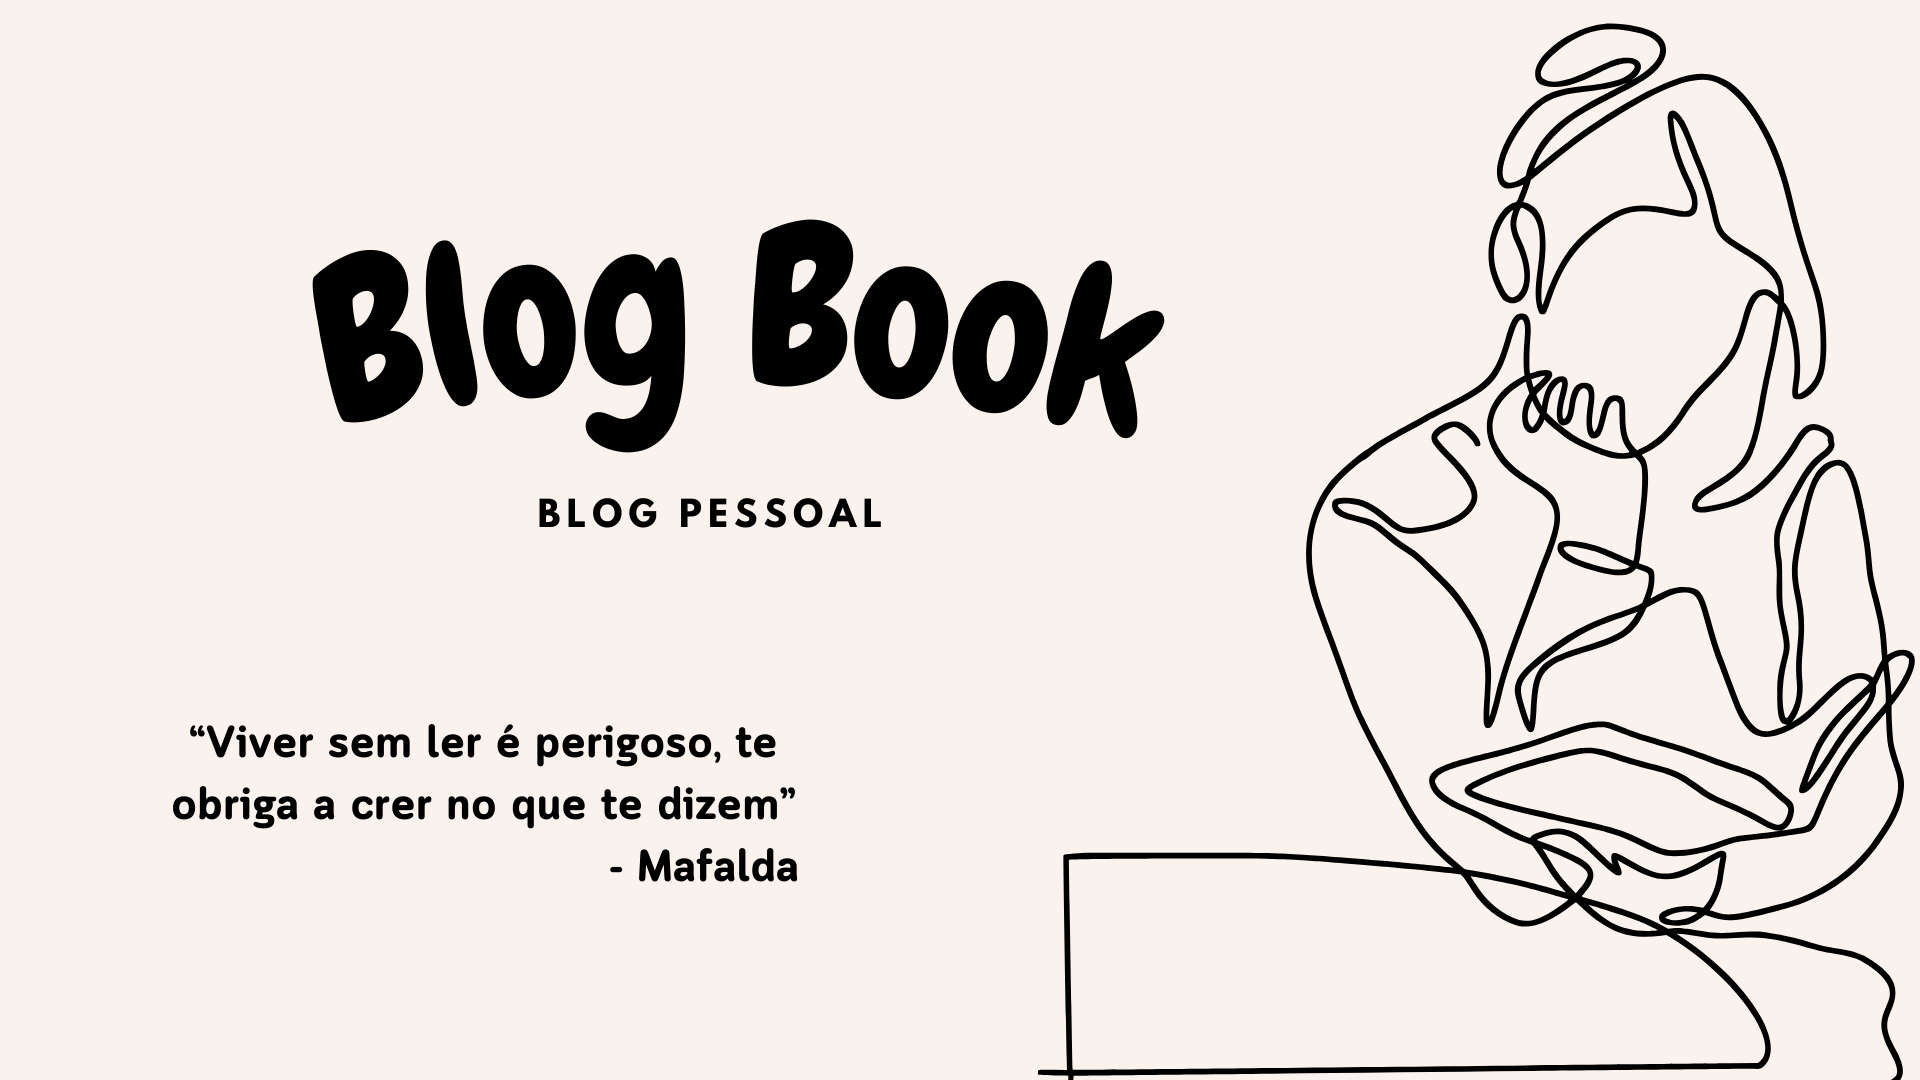 Blog Book
BLOG PESSOAL
“Viver sem ler é perigoso, te
obriga a crer no que te dizem”
- Mafalda